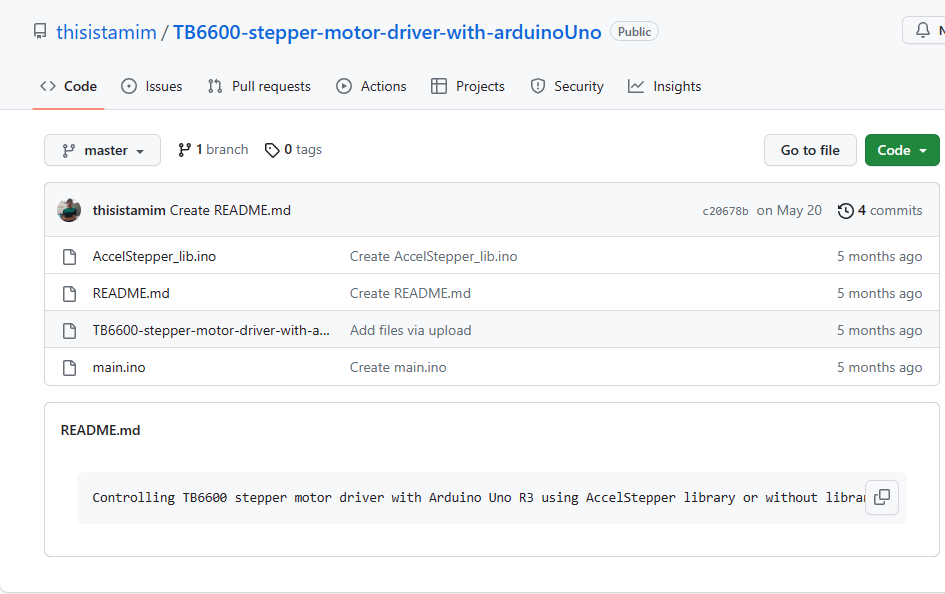 thisistamim / TB6600-stepper-motor-driver-with-arduinoUno Public
Code Issues Pull requests Actions Projects Security Insights
master 1 branch 0 tags Go to file Code
thisistamim Create README.md c20678b on May 20 4 commits
AccelStepper_lib.ino Create AccelStepper_lib.ino 5 months ago
README.md Create README.md 5 months ago
TB6600-stepper-motor-driver-with-a... Add files via upload 5 months ago
main.ino Create main.ino 5 months ago
README.md
Controlling TB6600 stepper motor driver with Arduino Uno R3 using AccelStepper library or without